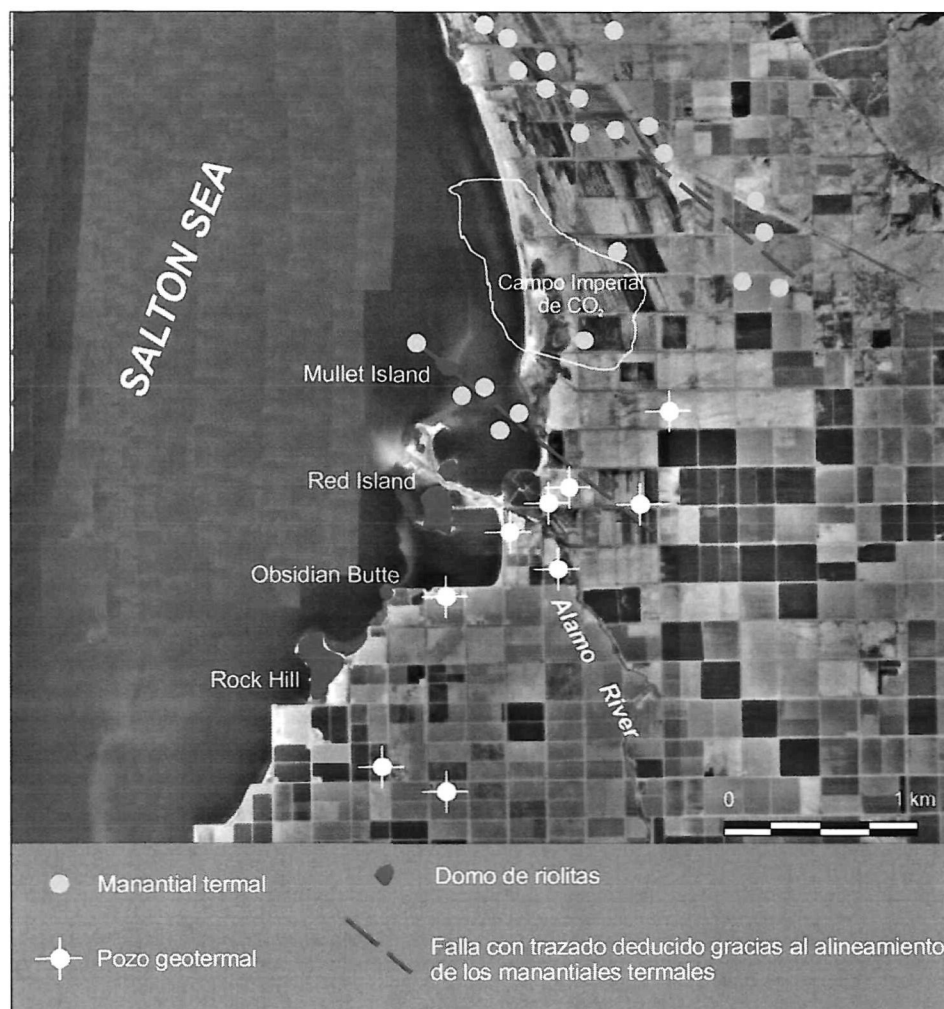 SALTON SEA
Campo Imperial
de CO₂
Mullet Island
Red Island
Obsidian Butte
Rock Hill
Alamo
River
0 1 km
Manantial termal
Domo de riolitas
Pozo geotermal
Falla con trazado deducido gracias al alineamiento
de los manantiales termales